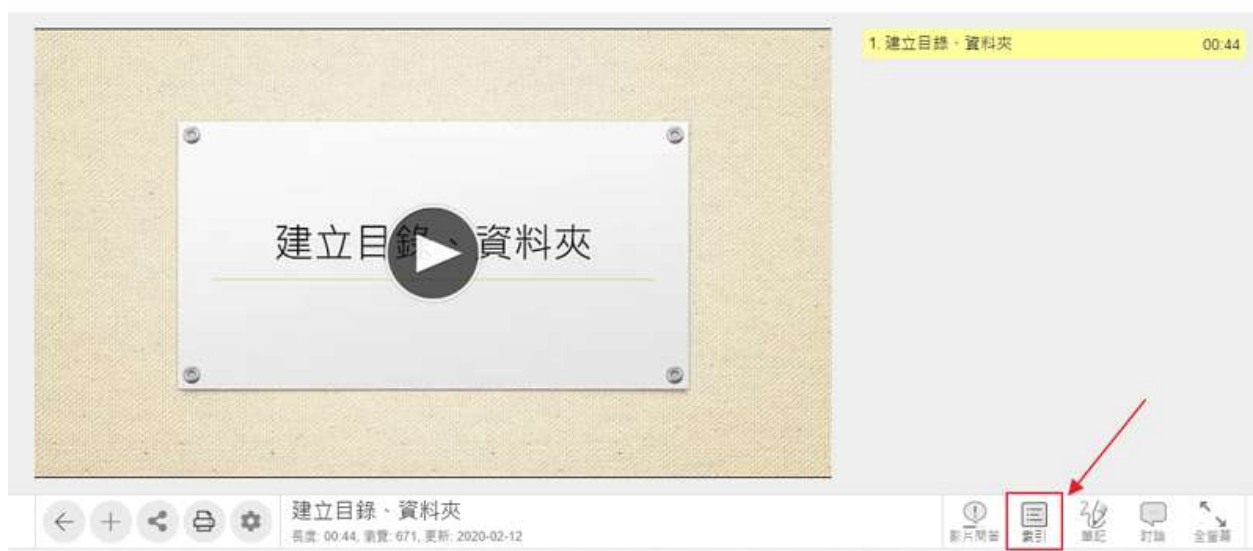 1. 建立目錄、資料夾 00:44
建立目錄、資料夾
建立目錄、資料夾
長度: 00:44, 瀏覽: 671, 更新: 2020-02-12
影片問答 索引 2 筆記 討論 全螢幕